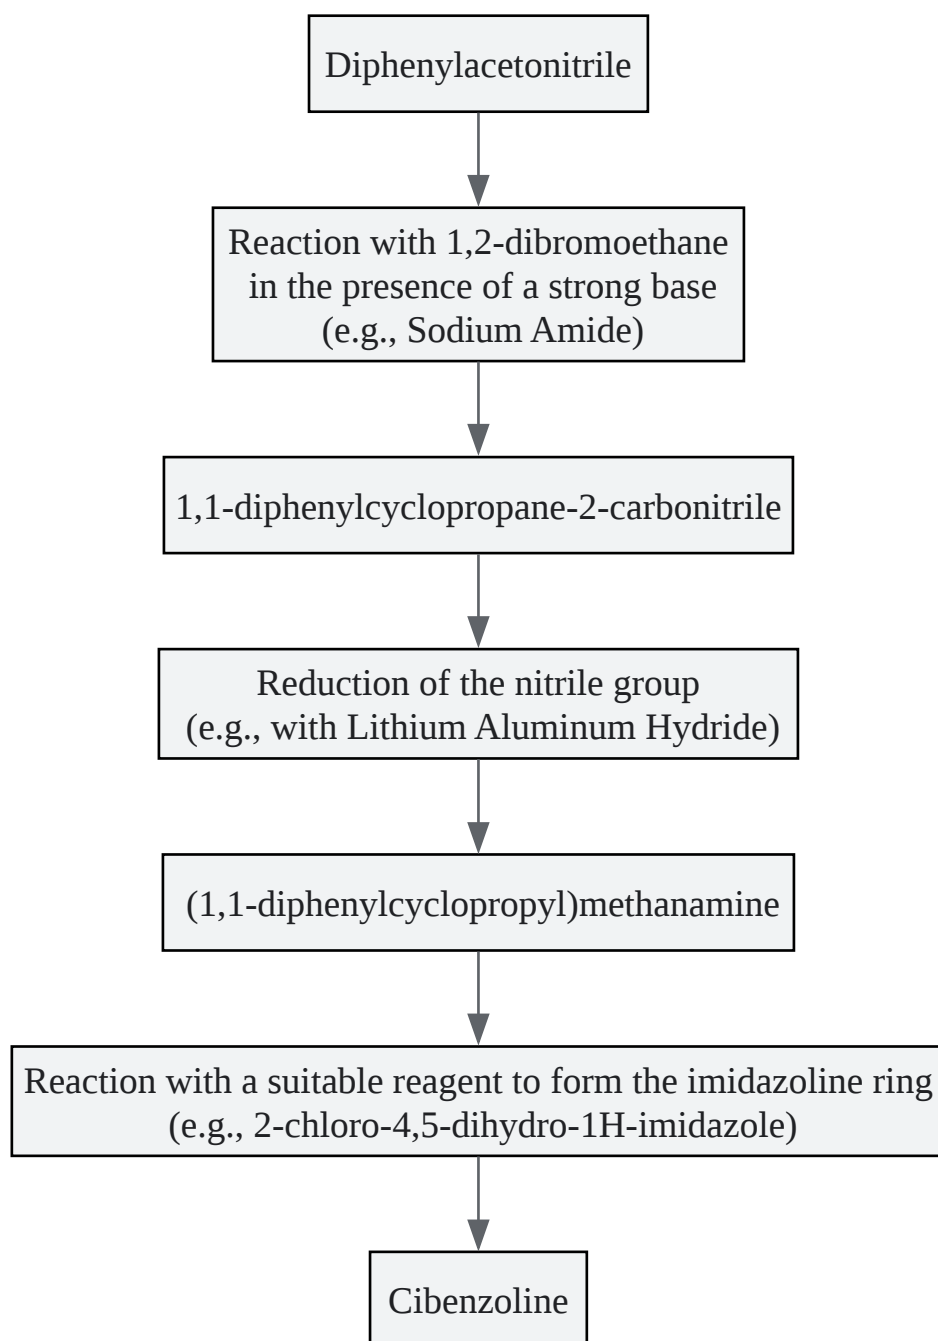 Diphenylacetonitrile
Reaction with 1,2-dibromoethane
in the presence of a strong base
(e.g., Sodium Amide)
1,1-diphenylcyclopropane-2-carbonitrile
Reduction of the nitrile group
(e.g., with Lithium Aluminum Hydride)
(1,1-diphenylcyclopropyl)methanamine
Reaction with a suitable reagent to form the imidazoline ring
(e.g., 2-chloro-4,5-dihydro-1H-imidazole)
Cibenzoline